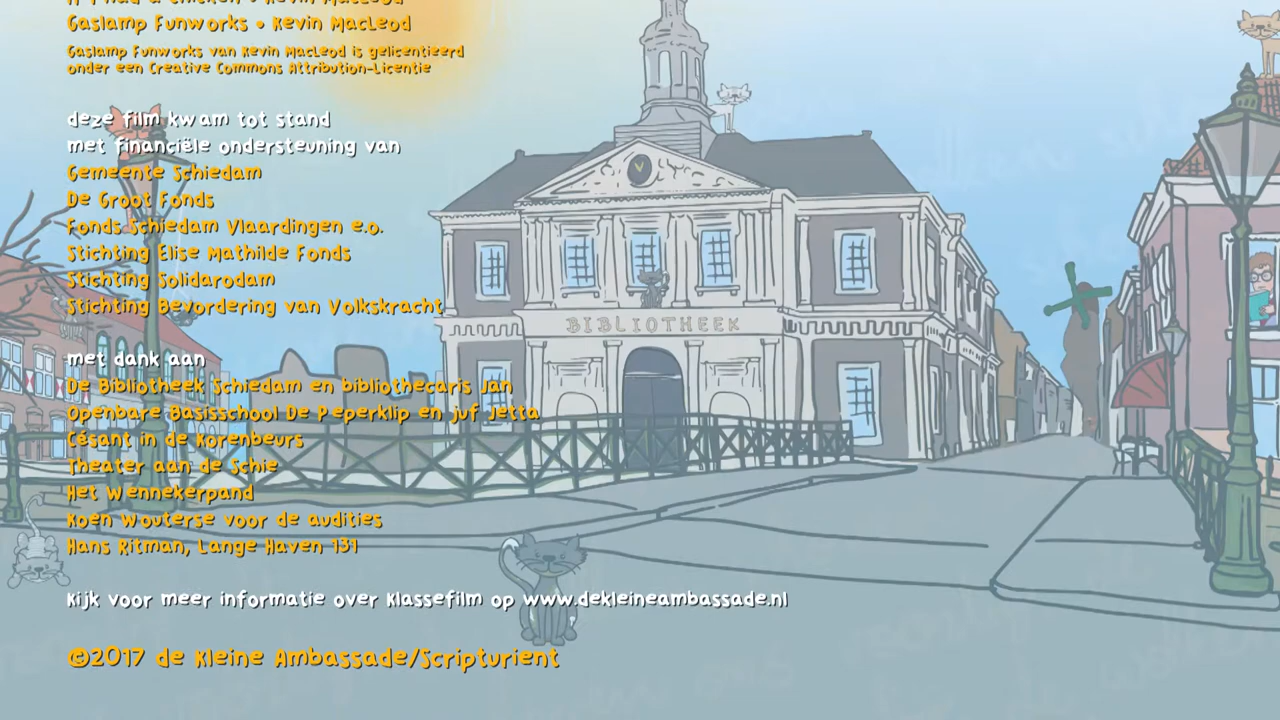 If I had a Chicken • Kevin MacLeod
Gaslamp Funworks • Kevin MacLeod
Gaslamp Funworks van Kevin MacLeod is gelicentieerd
onder een Creative Commons Attribution-Licentie
deze film kwam tot stand
met financiële ondersteuning van
Gemeente Schiedam
De Groot Fonds
Fonds Schiedam Vlaardingen e.o.
Stichting Elise Mathilde Fonds
Stichting Solidarodam
Stichting Bevordering van Volkskracht
met dank aan
De Bibliotheek Schiedam en bibliothecaris Jan
Openbare Basisschool De Peperklip en juf Jetta
Césant in de Korenbeurs
Theater aan de Schie
Het Wennekerpand
Koen Wouterse voor de audities
Hans Ritman, Lange Haven 131
Kijk voor meer informatie over Klassefilm op www.dekleineambassade.nl
©2017 de Kleine Ambassade/Scripturient
BIBLIOTHEEK